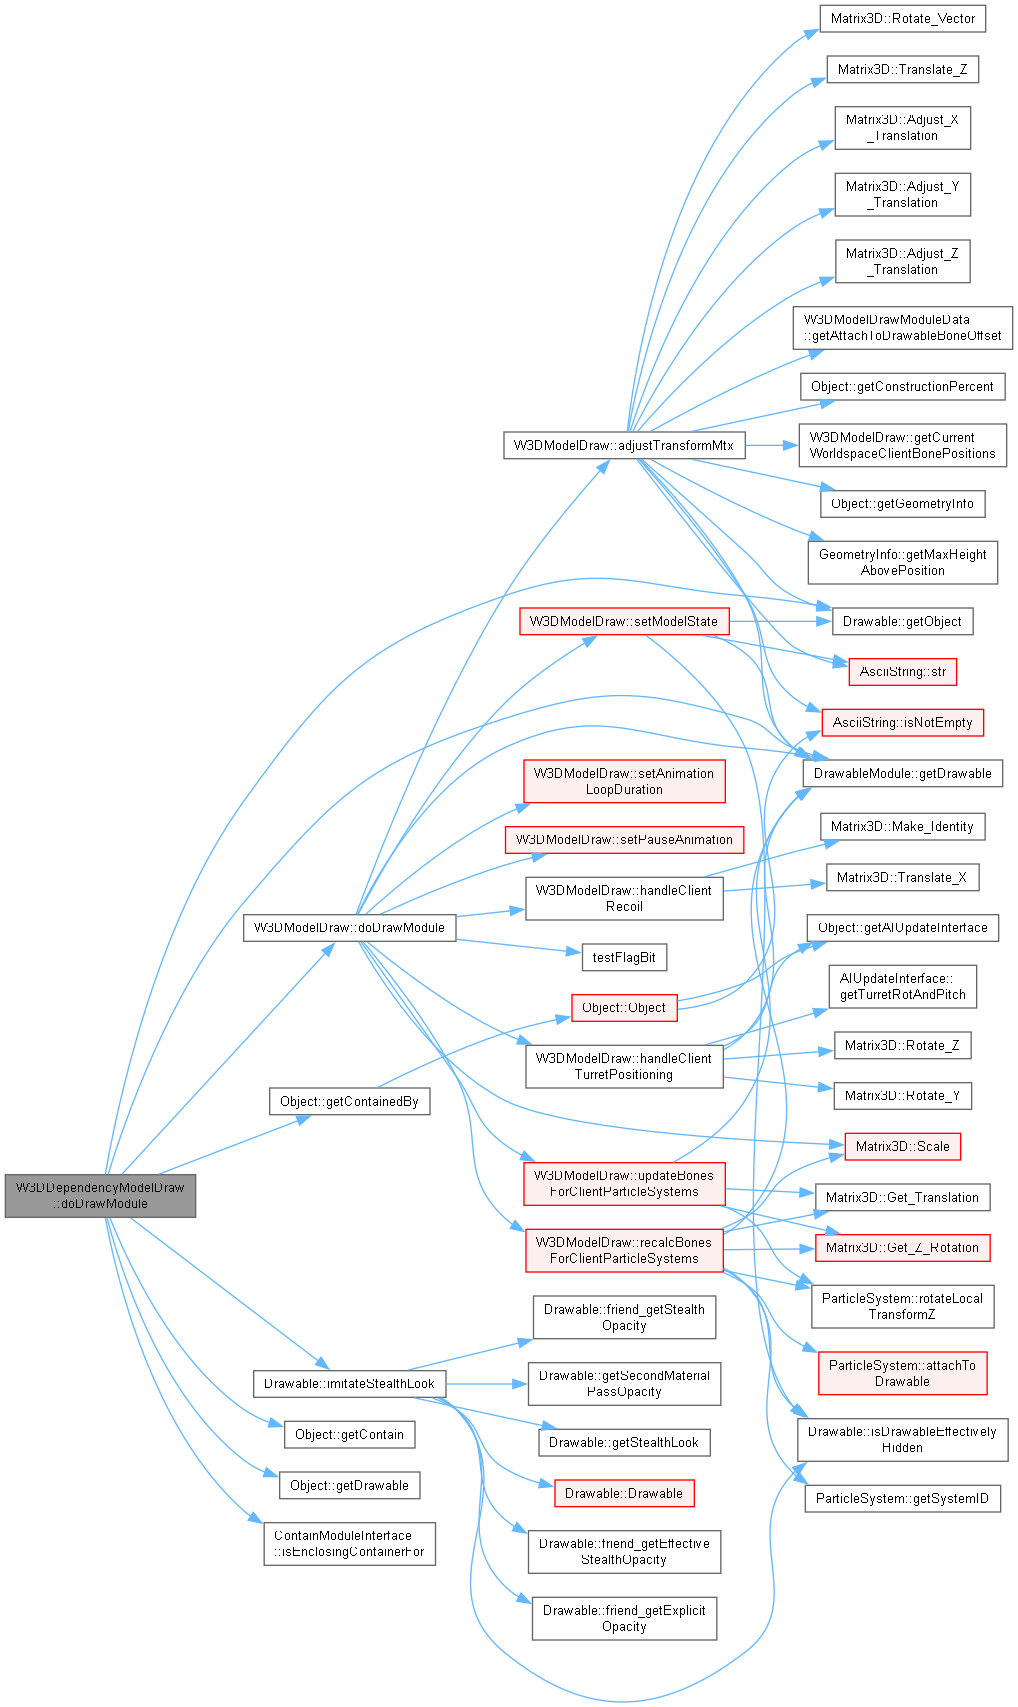 Matrix3D::Rotate_Vector
Matrix3D::Translate_Z
Matrix3D::Adjust_X
_Translation
Matrix3D::Adjust_Y
_Translation
Matrix3D::Adjust_Z
_Translation
W3DModelDrawModuleData
::getAttachToDrawableBoneOffset
Object::getConstructionPercent
W3DModelDraw::adjustTransformMtx
W3DModelDraw::getCurrent
WorldspaceClientBonePositions
Object::getGeometryInfo
GeometryInfo::getMaxHeight
AbovePosition
W3DModelDraw::setModelState
Drawable::getObject
AsciiString::str
AsciiString::isNotEmpty
W3DModelDraw::setAnimation
LoopDuration
DrawableModule::getDrawable
W3DModelDraw::setPauseAnimation
Matrix3D::Make_Identity
W3DModelDraw::handleClient
Recoil
Matrix3D::Translate_X
W3DModelDraw::doDrawModule
Object::getAIUpdateInterface
testFlagBit
AIUpdateInterface::
getTurretRotAndPitch
Object::Object
W3DModelDraw::handleClient
TurretPositioning
Matrix3D::Rotate_Z
Object::getContainedBy
Matrix3D::Rotate_Y
Matrix3D::Scale
W3DDependencyModelDraw
::doDrawModule
W3DModelDraw::updateBones
ForClientParticleSystems
Matrix3D::Get_Translation
W3DModelDraw::recalcBones
ForClientParticleSystems
Matrix3D::Get_Z_Rotation
ParticleSystem::rotateLocal
TransformZ
Drawable::friend_getStealth
Opacity
ParticleSystem::attachTo
Drawable
Drawable::imitateStealthLook
Drawable::getSecondMaterial
PassOpacity
Object::getContain
Drawable::getStealthLook
Drawable::isDrawableEffectively
Hidden
Object::getDrawable
Drawable::Drawable
ParticleSystem::getSystemID
ContainModuleInterface
::isEnclosingContainerFor
Drawable::friend_getEffective
StealthOpacity
Drawable::friend_getExplicit
Opacity